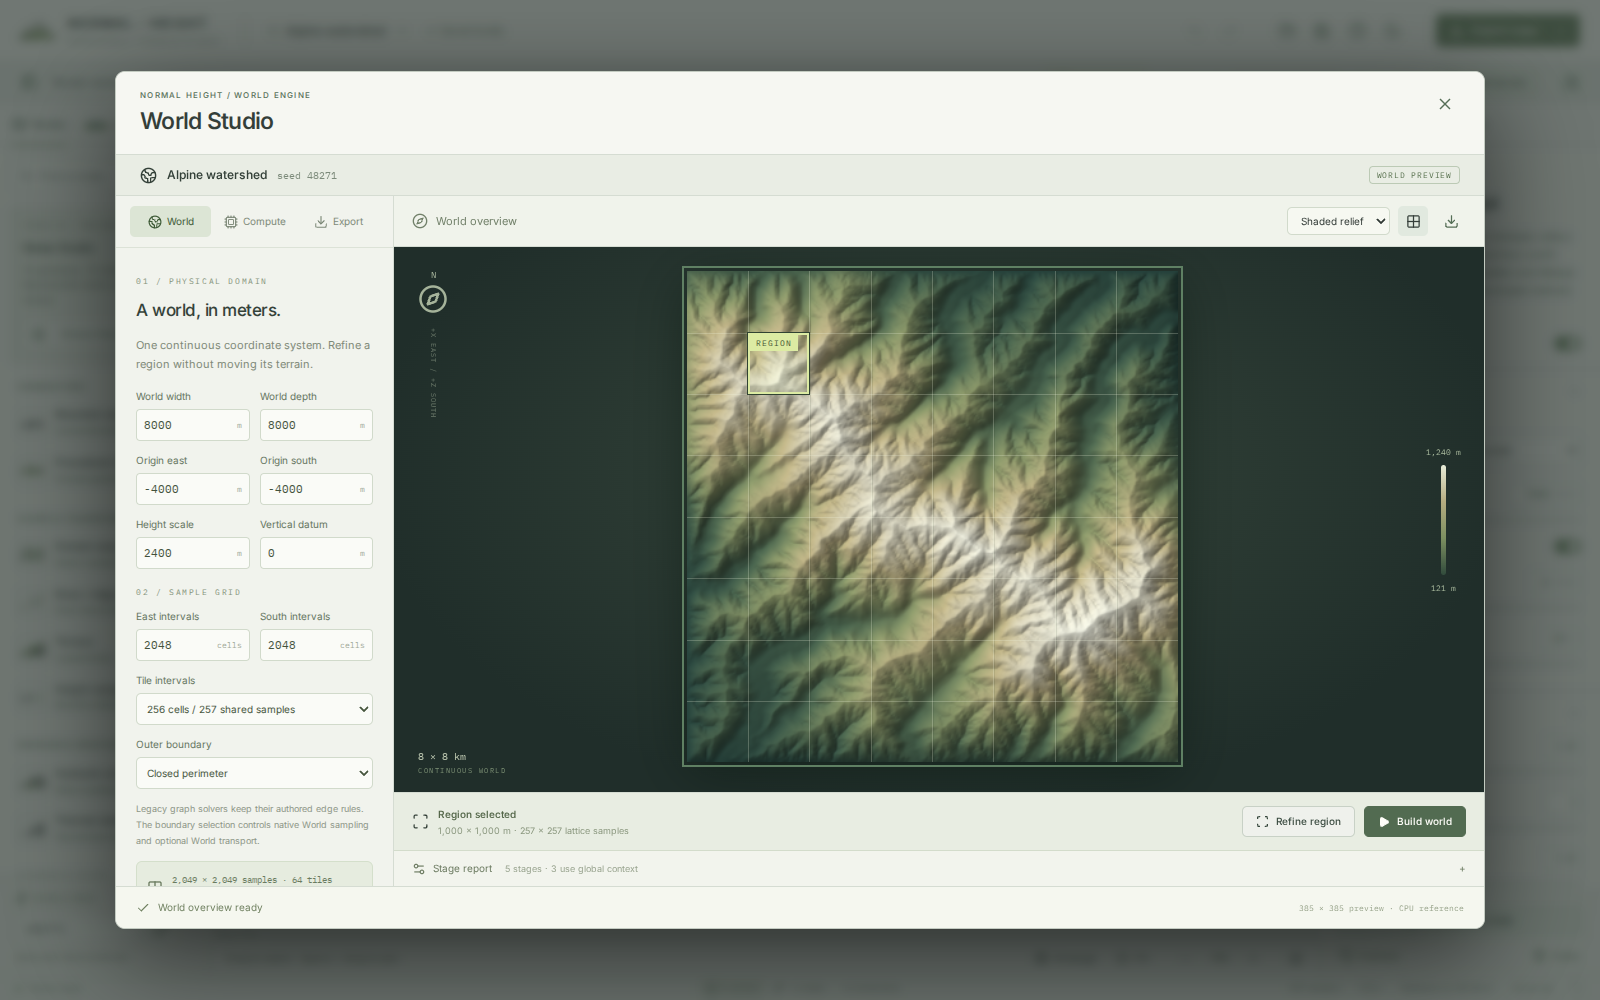 NORMAL HEIGHT / WORLD ENGINE
World Studio
Alpine watershed seed 48271
WORLD PREVIEW
World Compute Export
World overview
Shaded relief
01 / PHYSICAL DOMAIN
A world, in meters.
One continuous coordinate system. Refine a
region without moving its terrain.
World width World depth
8000 m 8000 m
Origin east Origin south
-4000 m -4000 m
Height scale Vertical datum
2400 m 0 m
02 / SAMPLE GRID
East intervals South intervals
2048 cells 2048 cells
Tile intervals
256 cells / 257 shared samples
Outer boundary
Closed perimeter
Legacy graph solvers keep their authored edge rules.
The boundary selection controls native World sampling
and optional World transport.
2,049 × 2,049 samples · 64 tiles
N
+X EAST / +Z SOUTH
REGION
1,240 m
121 m
8 × 8 km
CONTINUOUS WORLD
Region selected
1,000 × 1,000 m · 257 × 257 lattice samples
Refine region
Build world
Stage report 5 stages · 3 use global context +
World overview ready
385 × 385 preview · CPU reference